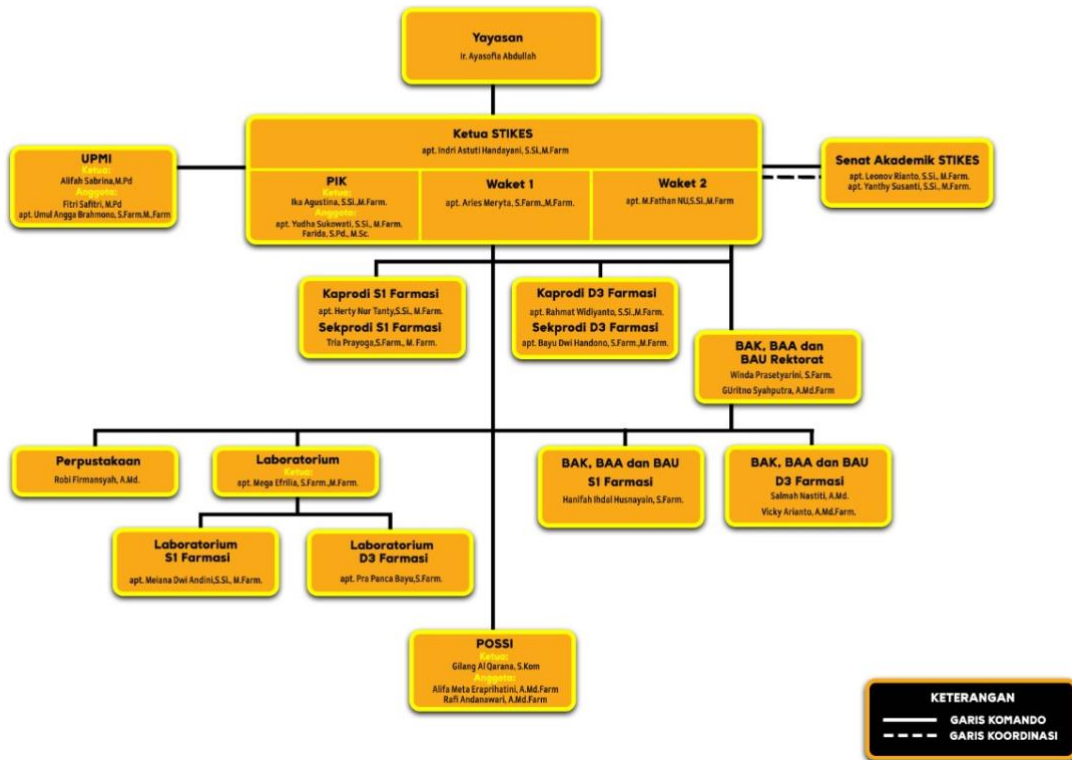 Yayasan
Ir. Ayasofia Abdullah
Ketua STIKES
apt. Indri Astuti Handayani, S.Si.,M.Farm
UPMI
Ketua:
Alifah Sabrina,M.Pd
Anggota:
Fitri Safitri, M.Pd
apt. Umul Angga Brahmono, S.Farm.M.,Farm
Senat Akademik STIKES
apt. Leonov Rianto, S.Si., M.Farm.
apt. Yanthy Susanti, S.Si., M.Farm.
PIK
Ketua:
Ika Agustina, S.Si.,M.Farm.
Anggota:
apt. Yudha Sukowati, S.Si., M.Farm.
Farida, S.Pd., M.Sc.
Waket 1
apt. Aries Meryta, S.Farm.,M.Farm.
Waket 2
apt. M.Fathan NU,S.Si.,M.Farm
Kaprodi S1 Farmasi
apt. Herty Nur Tanty,S.Si., M.Farm.
Sekprodi S1 Farmasi
Tria Prayoga,S.Farm., M. Farm.
Kaprodi D3 Farmasi
apt. Rahmat Widiyanto, S.Si.,M.Farm.
Sekprodi D3 Farmasi
apt. Bayu Dwi Handono, S.Farm.,M.Farm.
BAK, BAA dan
BAU Rektorat
Winda Prasetyarini, S.Farm.
GUritno Syahputra, A.Md.Farm
Perpustakaan
Robi Firmansyah, A.Md.
Laboratorium
Ketua:
apt. Mega Efrilia, S.Farm.,M.Farm.
BAK, BAA dan BAU
S1 Farmasi
Hanifah Ihdal Husnayain, S.Farm.
BAK, BAA dan BAU
D3 Farmasi
Salmah Nastiti, A.Md.
Vicky Arianto, A.Md.Farm.
Laboratorium
S1 Farmasi
apt. Meiana Dwi Andini,S.Si., M.Farm.
Laboratorium
D3 Farmasi
apt. Pra Panca Bayu,S.Farm.
POSSI
Ketua:
Gilang Al Qarana, S.Kom
Anggota:
Alifa Meta Eraprihatini, A.Md.Farm
Rafi Andanawari, A.Md.Farm
KETERANGAN
GARIS KOMANDO
GARIS KOORDINASI